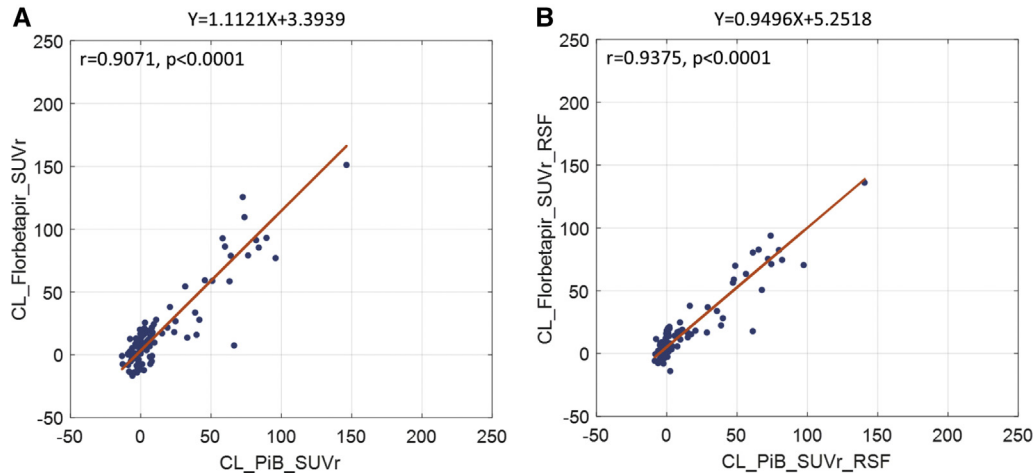 A
Y=1.1121X+3.3939
r=0.9071, p<0.0001
CL_Florbetapir_SUVr
250
200
150
100
50
0
-50
-50 0 50 100 150 200 250
CL_PiB_SUVr
B
Y=0.9496X+5.2518
r=0.9375, p<0.0001
CL_Florbetapir_SUVr_RSF
250
200
150
100
50
0
-50
-50 0 50 100 150 200 250
CL_PiB_SUVr_RSF